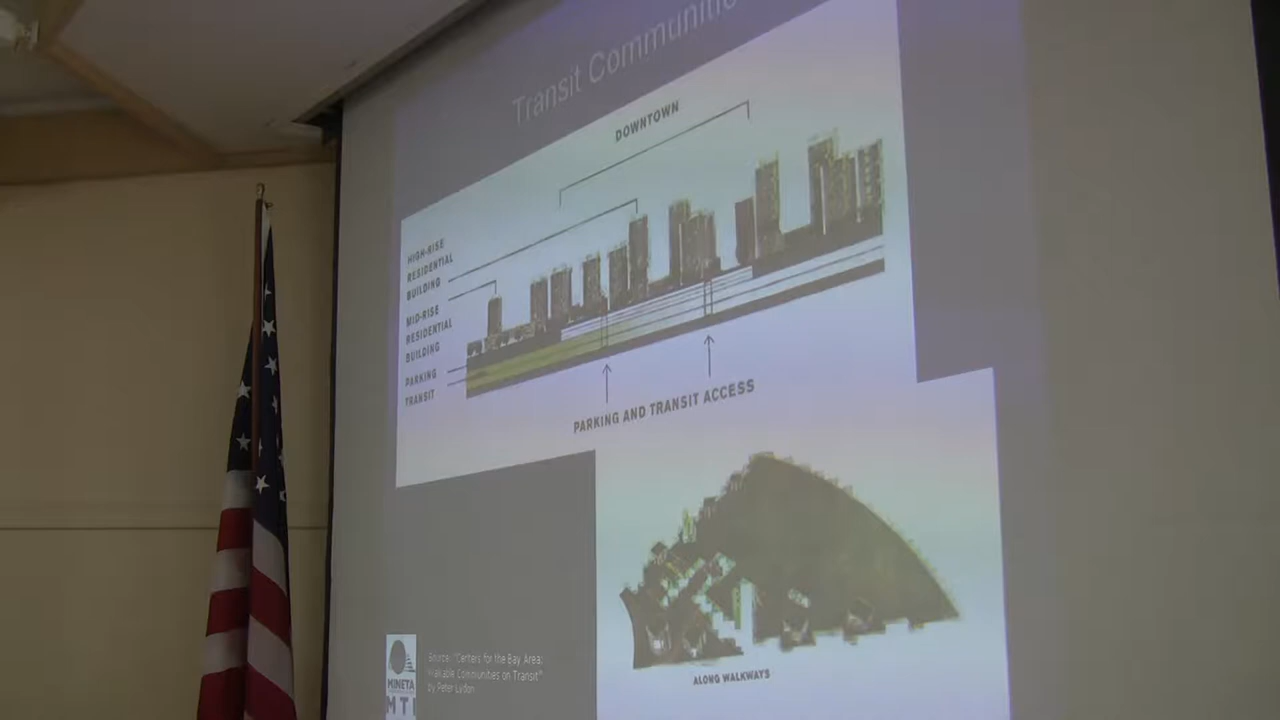 Transit Communitie
DOWNTOWN
HIGH-RISE
RESIDENTIAL
BUILDING
MID-RISE
RESIDENTIAL
BUILDING
PARKING
TRANSIT
PARKING AND TRANSIT ACCESS
ALONG WALKWAYS
Source: "Centers for the Bay Area:
Walkable Communities on Transit"
by Peter Lydon
MINETA
MTI